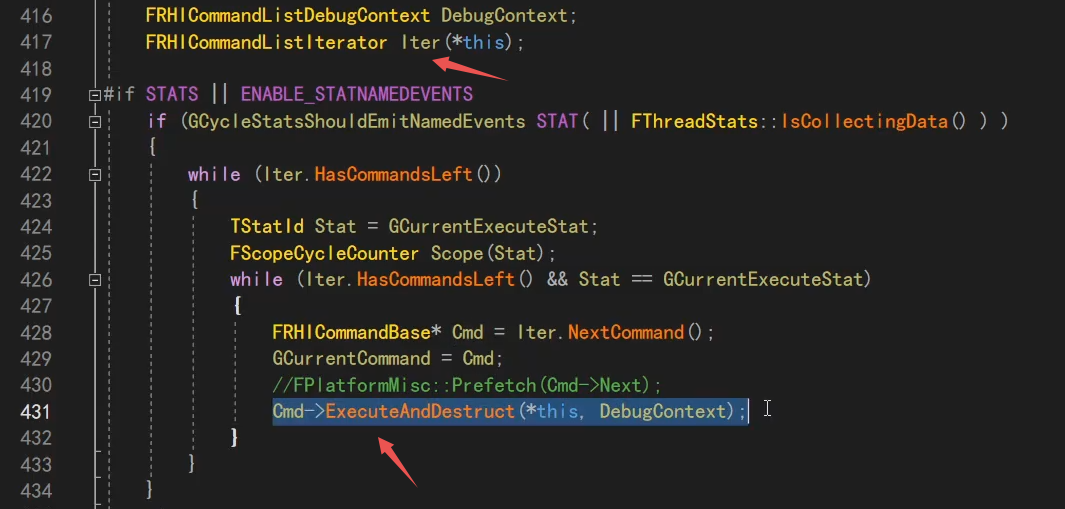 416 FRHICommandListDebugContext DebugContext;
417 FRHICommandListIterator Iter(*this);
418
419 #if STATS || ENABLE_STATNAMEDEVENTS
420 if (GCycleStatsShouldEmitNamedEvents STAT( || FThreadStats::IsCollectingData() ) )
421 {
422 while (Iter.HasCommandsLeft())
423 {
424 TStatId Stat = GCurrentExecuteStat;
425 FScopeCycleCounter Scope(Stat);
426 while (Iter.HasCommandsLeft() && Stat == GCurrentExecuteStat)
427 {
428 FRHICommandBase* Cmd = Iter.NextCommand();
429 GCurrentCommand = Cmd;
430 //FPlatformMisc::Prefetch(Cmd->Next);
431 Cmd->ExecuteAndDestruct(*this, DebugContext);
432 }
433 }
434 }